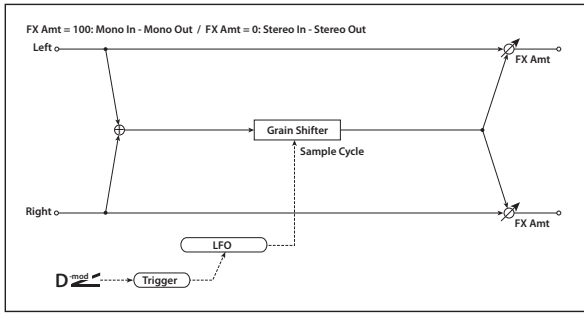 FX Amt = 100: Mono In - Mono Out / FX Amt = 0: Stereo In - Stereo Out
Left
FX Amt
Grain Shifter
Sample Cycle
Right
FX Amt
LFO
D-mod
Trigger